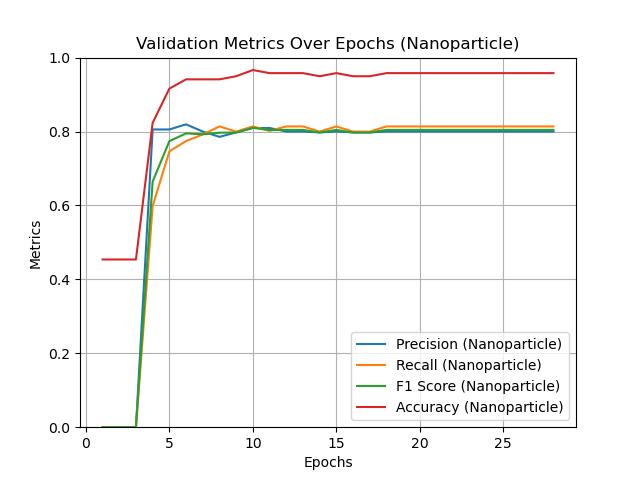 Validation Metrics Over Epochs (Nanoparticle)
1.0
0.8
0.6
0.4
0.2
0.0
Metrics
0 5 10 15 20 25
Epochs
Precision (Nanoparticle)
Recall (Nanoparticle)
F1 Score (Nanoparticle)
Accuracy (Nanoparticle)